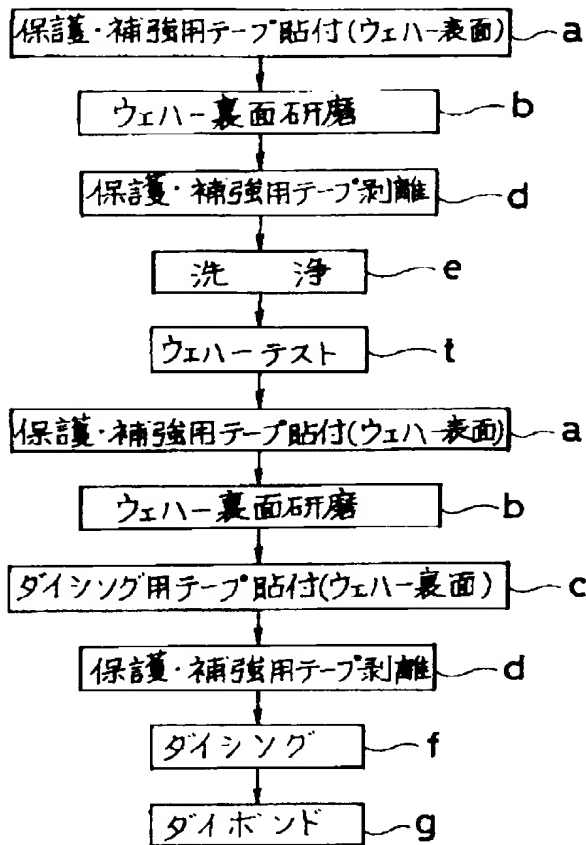 保護・補強用テープ貼付(ウェハー表面) a
ウェハー裏面研磨 b
保護・補強用テープ剥離 d
洗 浄 e
ウェハーテスト t
保護・補強用テープ貼付(ウェハー表面) a
ウェハー裏面研磨 b
ダイシング用テープ貼付(ウェハー裏面) c
保護・補強用テープ剥離 d
ダイシング f
ダイボンド g